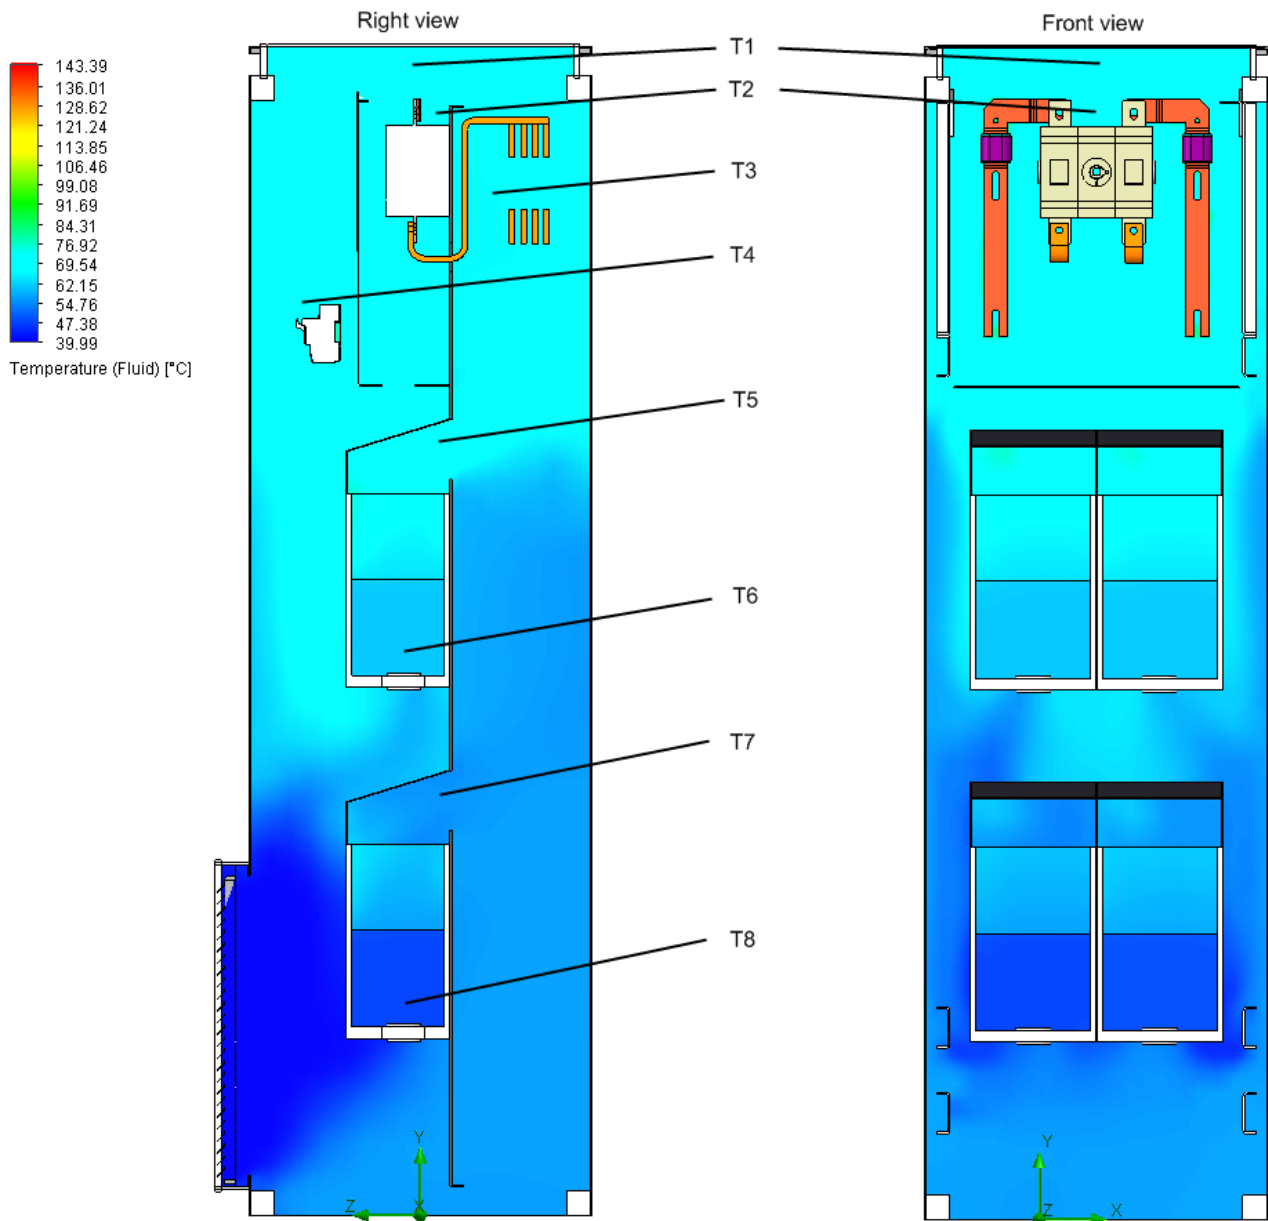 Right view
Front view
T1
T2
T3
T4
T5
T6
T7
T8
143.39
136.01
128.62
121.24
113.85
106.46
99.08
91.69
84.31
76.92
69.54
62.15
54.76
47.38
39.99
Temperature (Fluid) [°C]
Y
Z
X
Y
Z
X